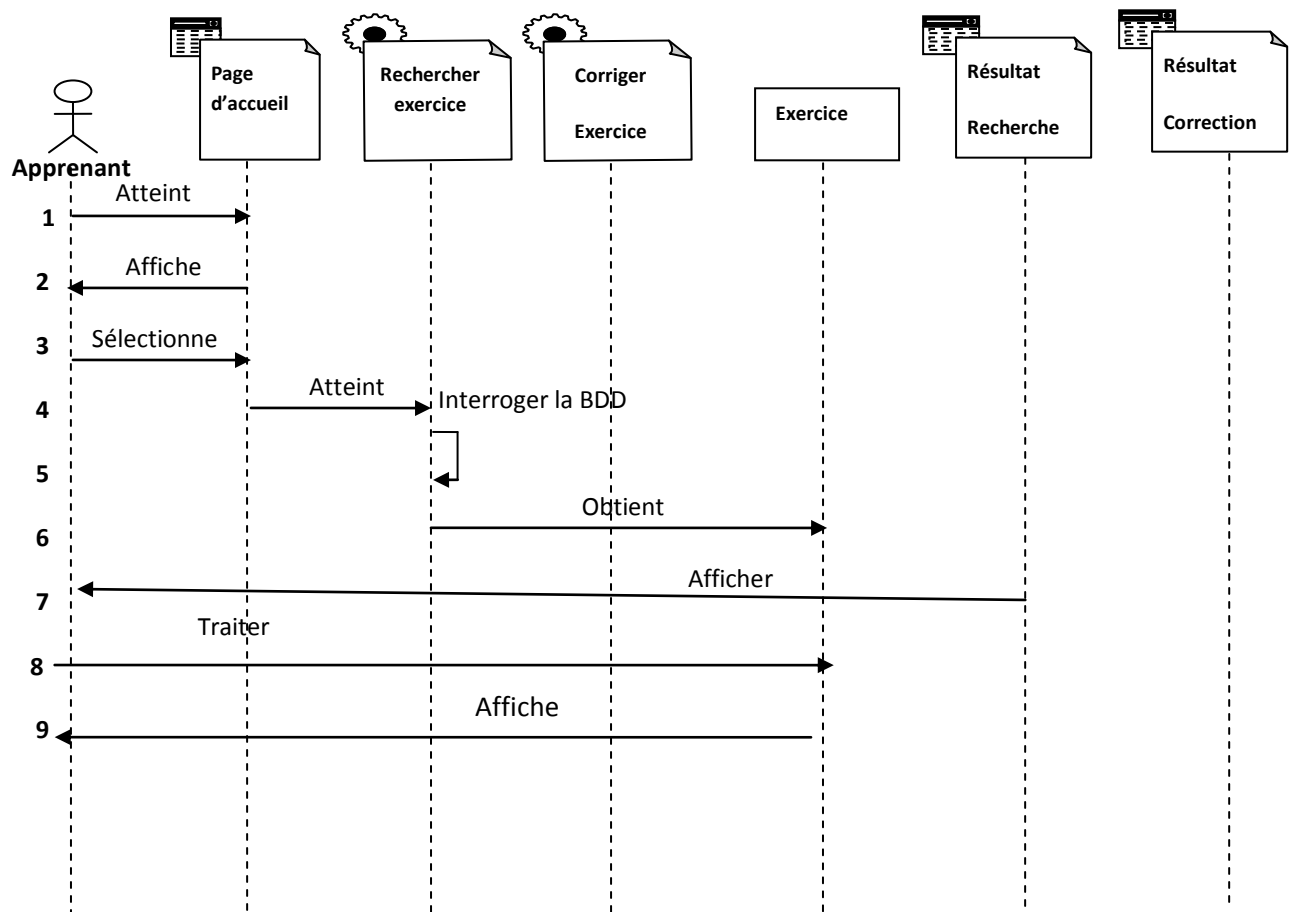 Page
d’accueil
Rechercher
exercice
Corriger
Exercice
Exercice
Résultat
Recherche
Résultat
Correction
Apprenant
Atteint
1
Affiche
2
Sélectionne
3
Atteint
Interroger la BDD
4
5
Obtient
6
Afficher
7
Traiter
8
Affiche
9